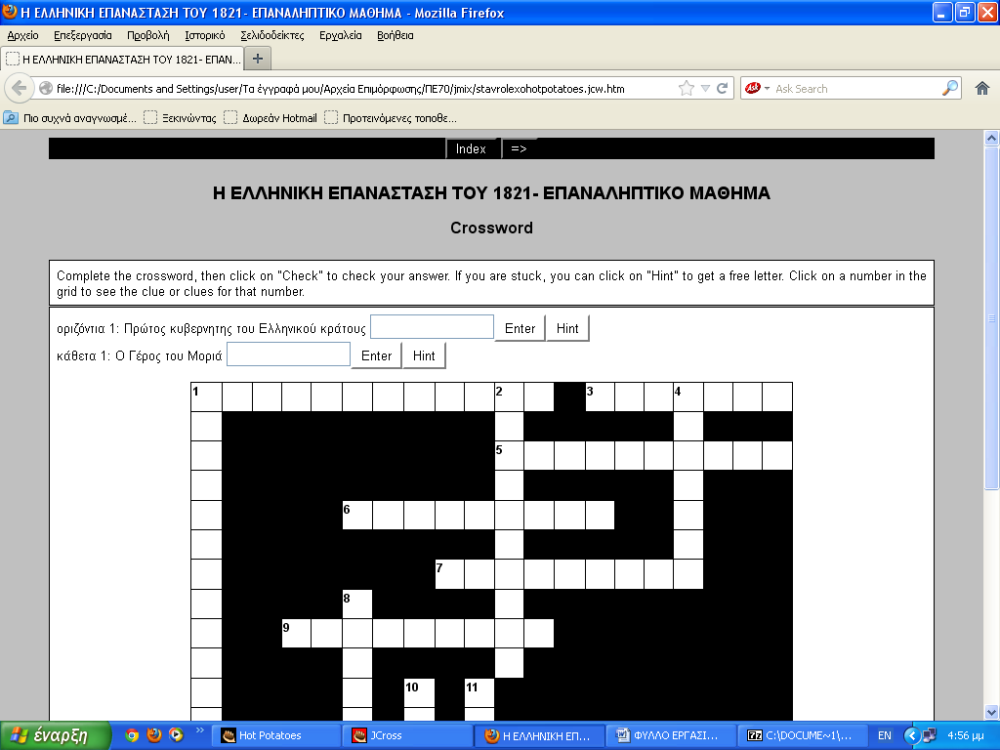 Η ΕΛΛΗΝΙΚΗ ΕΠΑΝΑΣΤΑΣΗ ΤΟΥ 1821- ΕΠΑΝΑΛΗΠΤΙΚΟ ΜΑΘΗΜΑ - Mozilla Firefox
Αρχείο Επεξεργασία Προβολή Ιστορικό Σελιδοδείκτες Εργαλεία Βοήθεια
Η ΕΛΛΗΝΙΚΗ ΕΠΑΝΑΣΤΑΣΗ ΤΟΥ 1821- ΕΠΑΝ... +
file:///C:/Documents and Settings/user/Τα έγγραφά μου/Αρχεία Επιμόρφωσης/ΠΕ70/jmix/stavrolexohotpotatoes.jcw.htm Ask Ask Search
Πιο συχνά αναγνωσμέ... Ξεκινώντας Δωρεάν Hotmail Προτεινόμενες τοποθε...
Index =>
Η ΕΛΛΗΝΙΚΗ ΕΠΑΝΑΣΤΑΣΗ ΤΟΥ 1821- ΕΠΑΝΑΛΗΠΤΙΚΟ ΜΑΘΗΜΑ
Crossword
Complete the crossword, then click on "Check" to check your answer. If you are stuck, you can click on "Hint" to get a free letter. Click on a number in the
grid to see the clue or clues for that number.
οριζόντια 1: Πρώτος κυβερνητης του Ελληνικού κράτους Enter Hint
κάθετα 1: Ο Γέρος του Μοριά Enter Hint
1 2 3 4
5
6
7
8
9
10 11
έναρξη » Hot Potatoes JCross Η ΕΛΛΗΝΙΚΗ ΕΠ... ΦΥΛΛΟ ΕΡΓΑΣΙ... C:\DOCUME~1\... EN 4:56 μμ